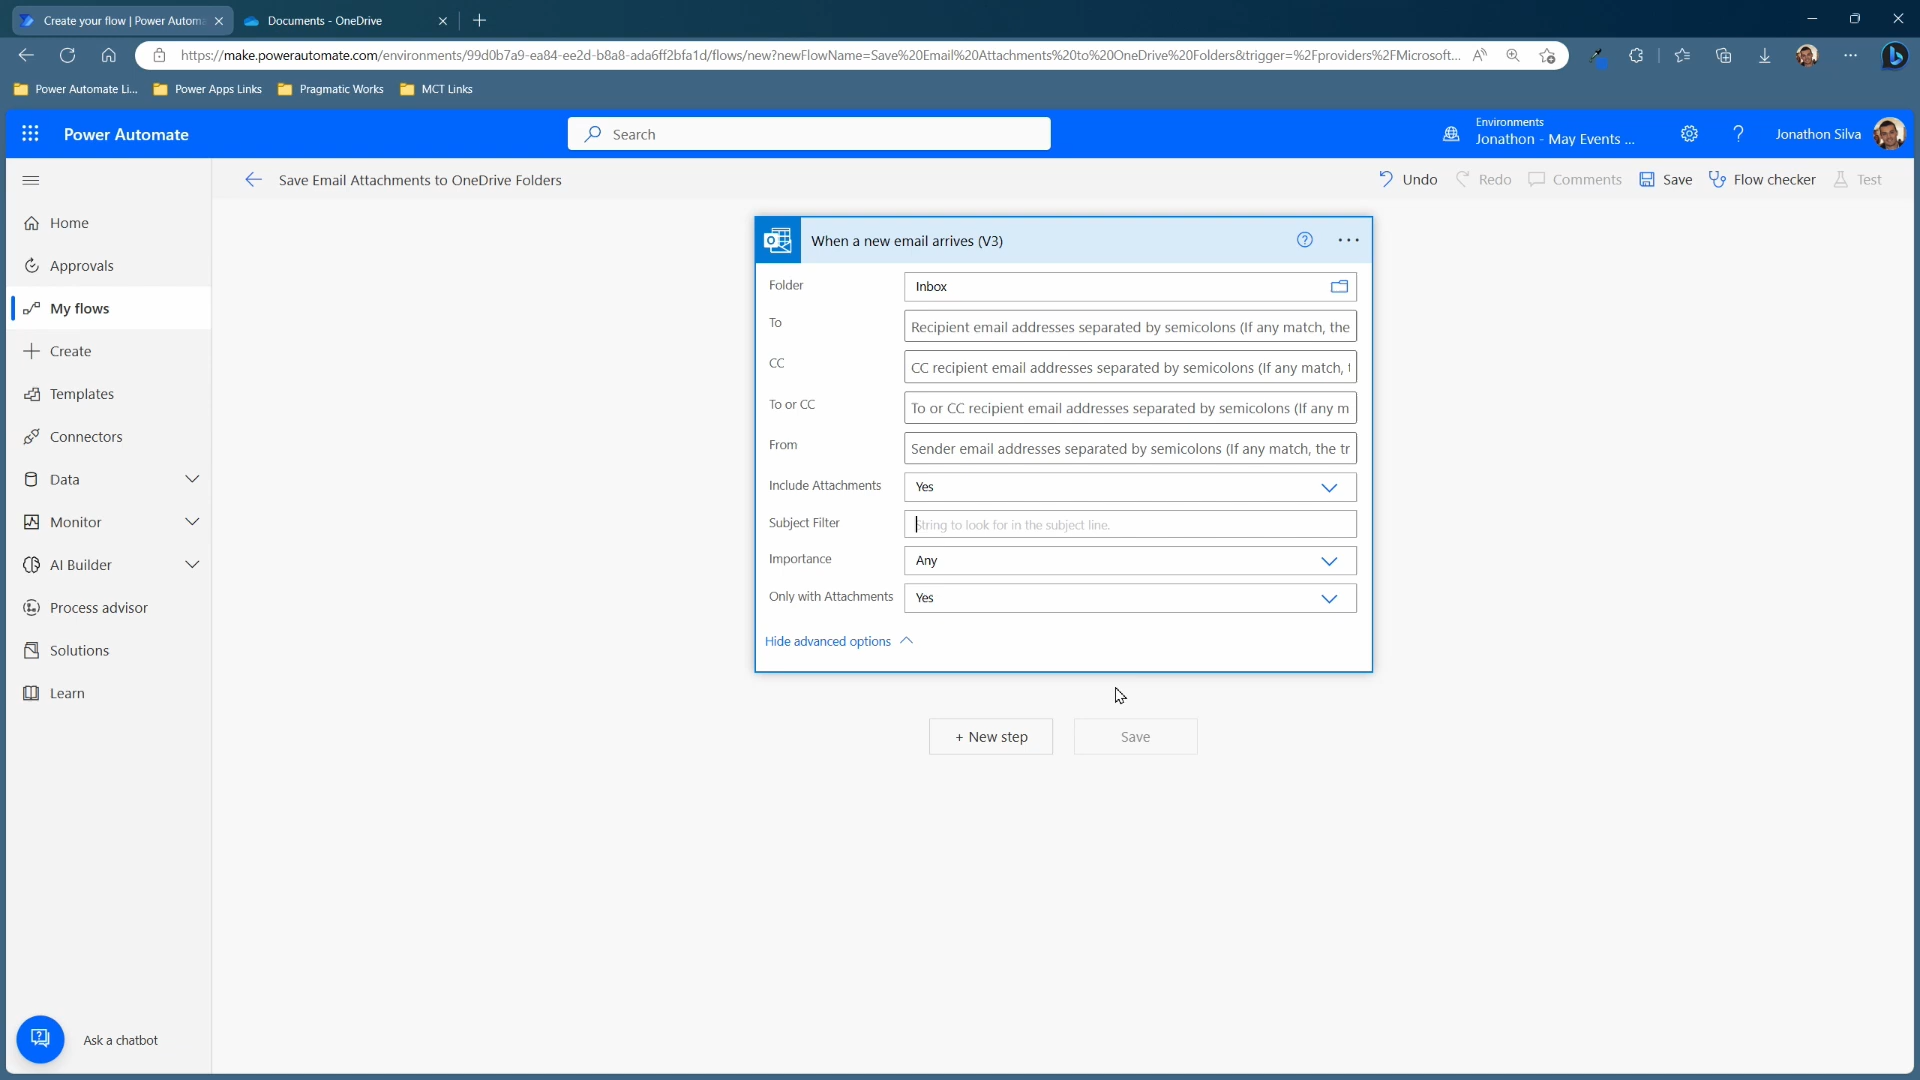 Create your flow | Power Autom
Documents - OneDrive
https://make.powerautomate.com/environments/99d0b7a9-ea84-ee2d-b8a8-ada6ff2bfa1d/flows/new?newFlowName=Save%20Email%20Attachments%20to%20OneDrive%20Folders&trigger=%2Fproviders%2FMicrosoft...
Power Automate Li...
Power Apps Links
Pragmatic Works
MCT Links
Power Automate
Search
Environments
Jonathon - May Events ...
Jonathon Silva
Save Email Attachments to OneDrive Folders
Undo
Redo
Comments
Save
Flow checker
Test
Home
Approvals
My flows
Create
Templates
Connectors
Data
Monitor
AI Builder
Process advisor
Solutions
Learn
Ask a chatbot
When a new email arrives (V3)
Folder
Inbox
To
Recipient email addresses separated by semicolons (If any match, the
CC
CC recipient email addresses separated by semicolons (If any match, t
To or CC
To or CC recipient email addresses separated by semicolons (If any m
From
Sender email addresses separated by semicolons (If any match, the tr
Include Attachments
Yes
Subject Filter
String to look for in the subject line.
Importance
Any
Only with Attachments
Yes
Hide advanced options
+ New step
Save